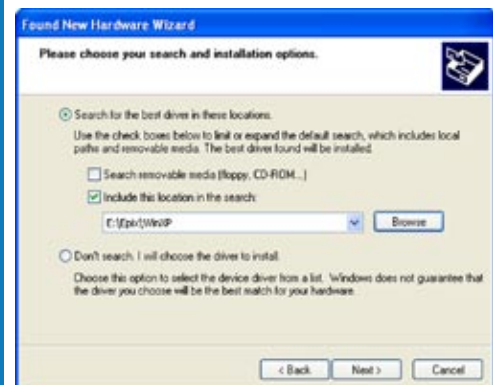 Found New Hardware Wizard
Please choose your search and installation options.
Search for the best driver in these locations.
Use the check boxes below to limit or expand the default search, which includes local
paths and removable media. The best driver found will be installed.
Search removable media (floppy, CD-ROM...)
Include this location in the search:
E:\Epix\WinXP
Browse
Don't search. I will choose the driver to install.
Choose this option to select the device driver from a list. Windows does not guarantee that
the driver you choose will be the best match for your hardware.
< Back Next > Cancel